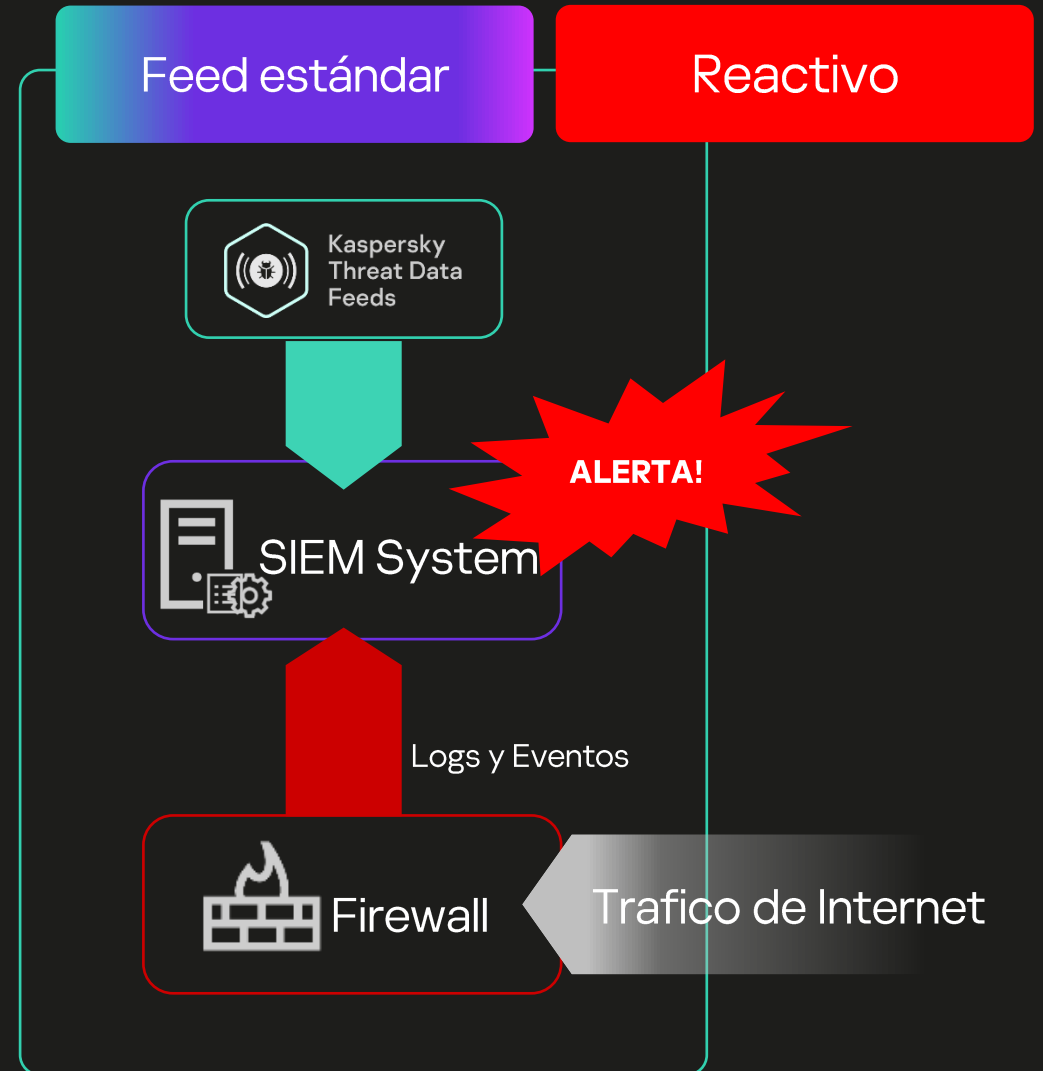 Feed estándar
Reactivo
Kaspersky
Threat Data
Feeds
ALERTA!
SIEM System
Logs y Eventos
Firewall
Trafico de Internet